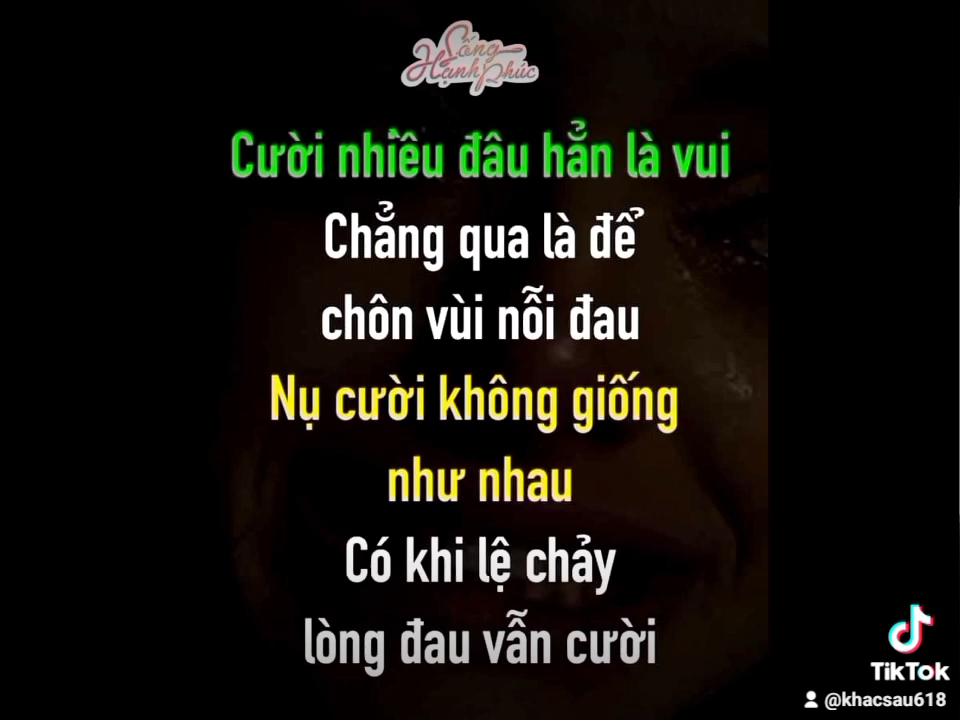 Sống
Hạnh Phúc
Cười nhiều đâu hẳn là vui
Chẳng qua là để
chôn vùi nỗi đau
Nụ cười không giống
như nhau
Có khi lệ chảy
lòng đau vẫn cười
TikTok
@khacsau618